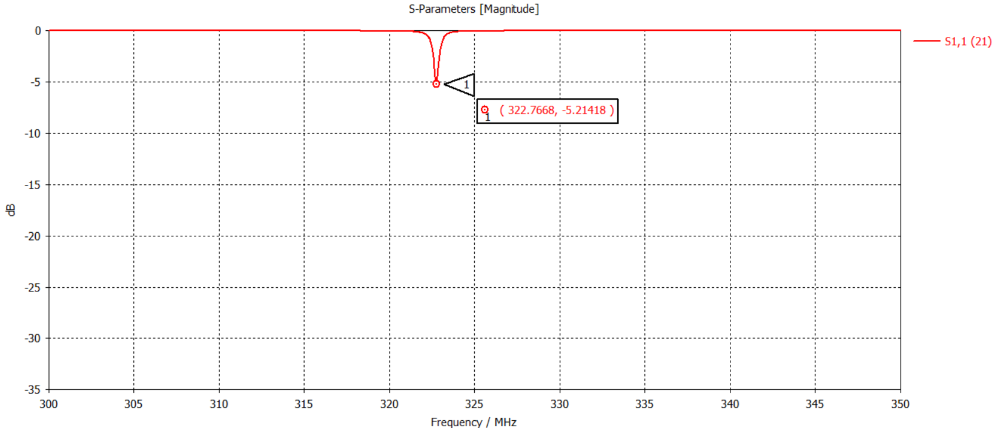 S-Parameters [Magnitude]
0
-5
-10
-15
-20
-25
-30
-35
dB
S1,1 (21)
1
1 ( 322.7668, -5.21418 )
300 305 310 315 320 325 330 335 340 345 350
Frequency / MHz